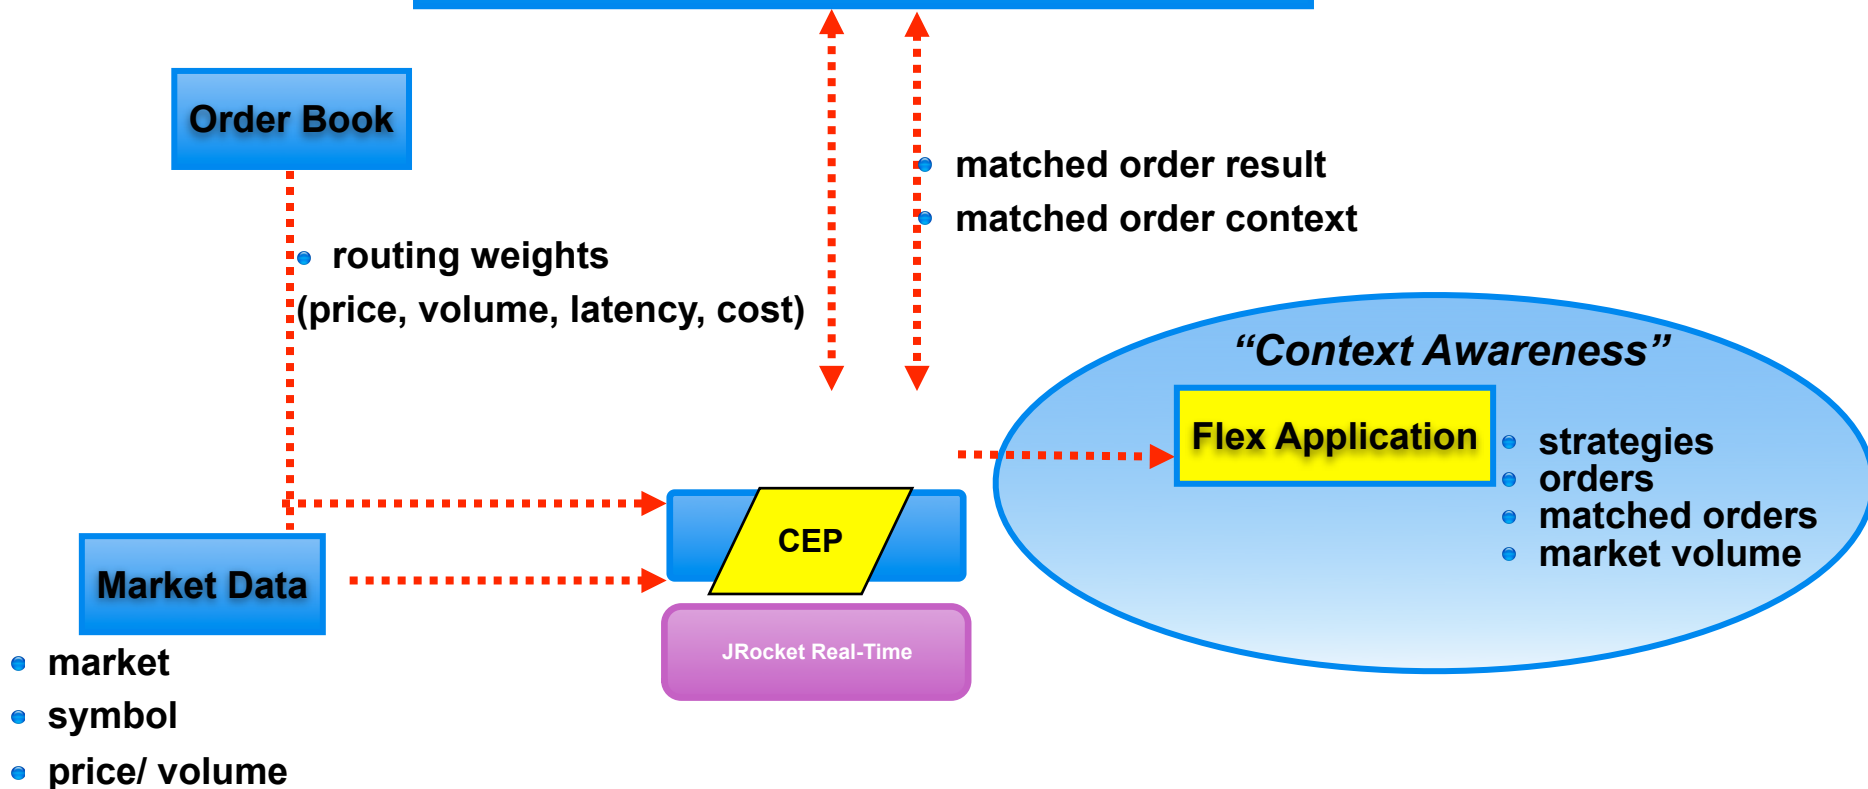 Order Book
matched order result
matched order context
routing weights
(price, volume, latency, cost)
“Context Awareness”
Flex Application
strategies
orders
matched orders
market volume
CEP
Market Data
JRocket Real-Time
market
symbol
price/ volume